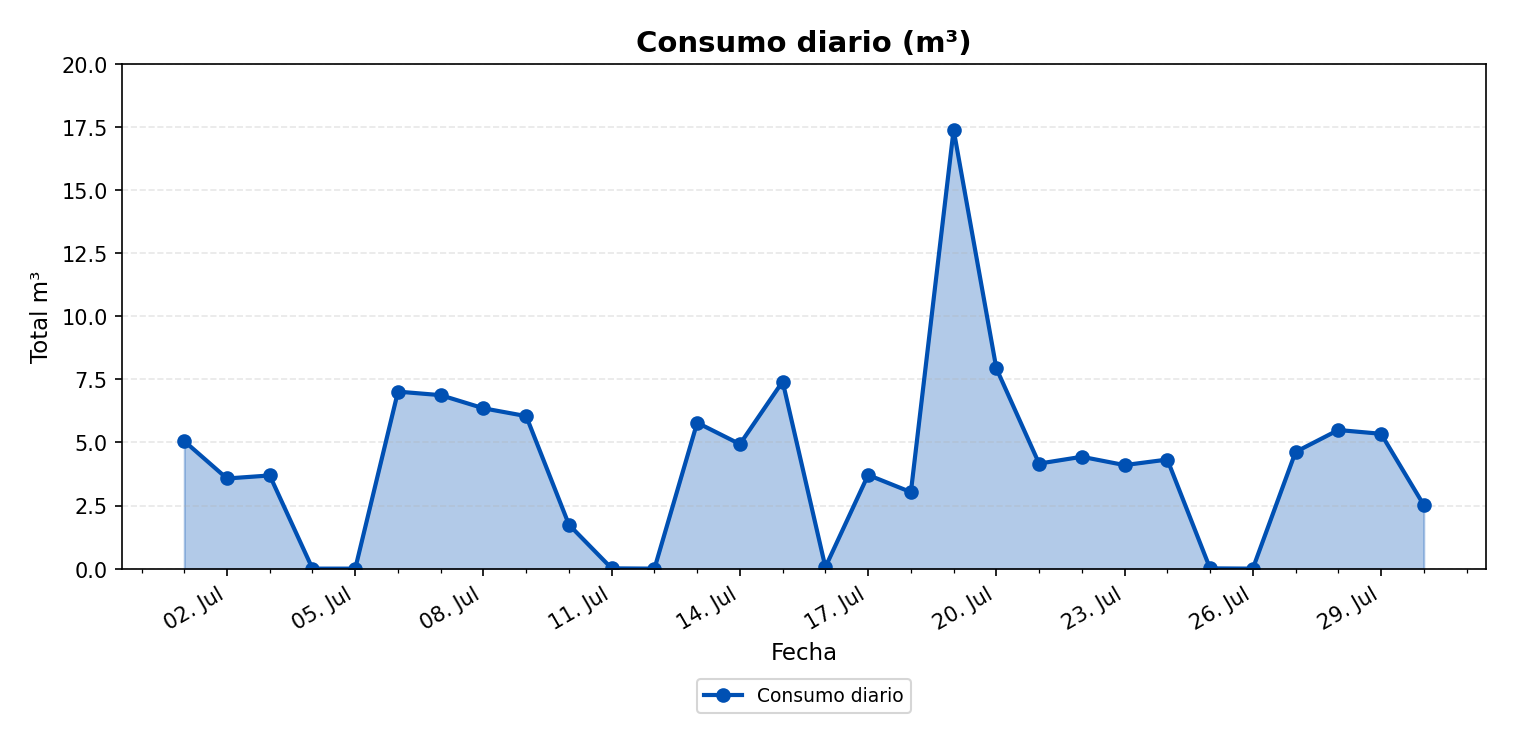 Consumo diario (m³)
Total m³
20.0
17.5
15.0
12.5
10.0
7.5
5.0
2.5
0.0
02. Jul
05. Jul
08. Jul
11. Jul
14. Jul
17. Jul
20. Jul
23. Jul
26. Jul
29. Jul
Fecha
Consumo diario